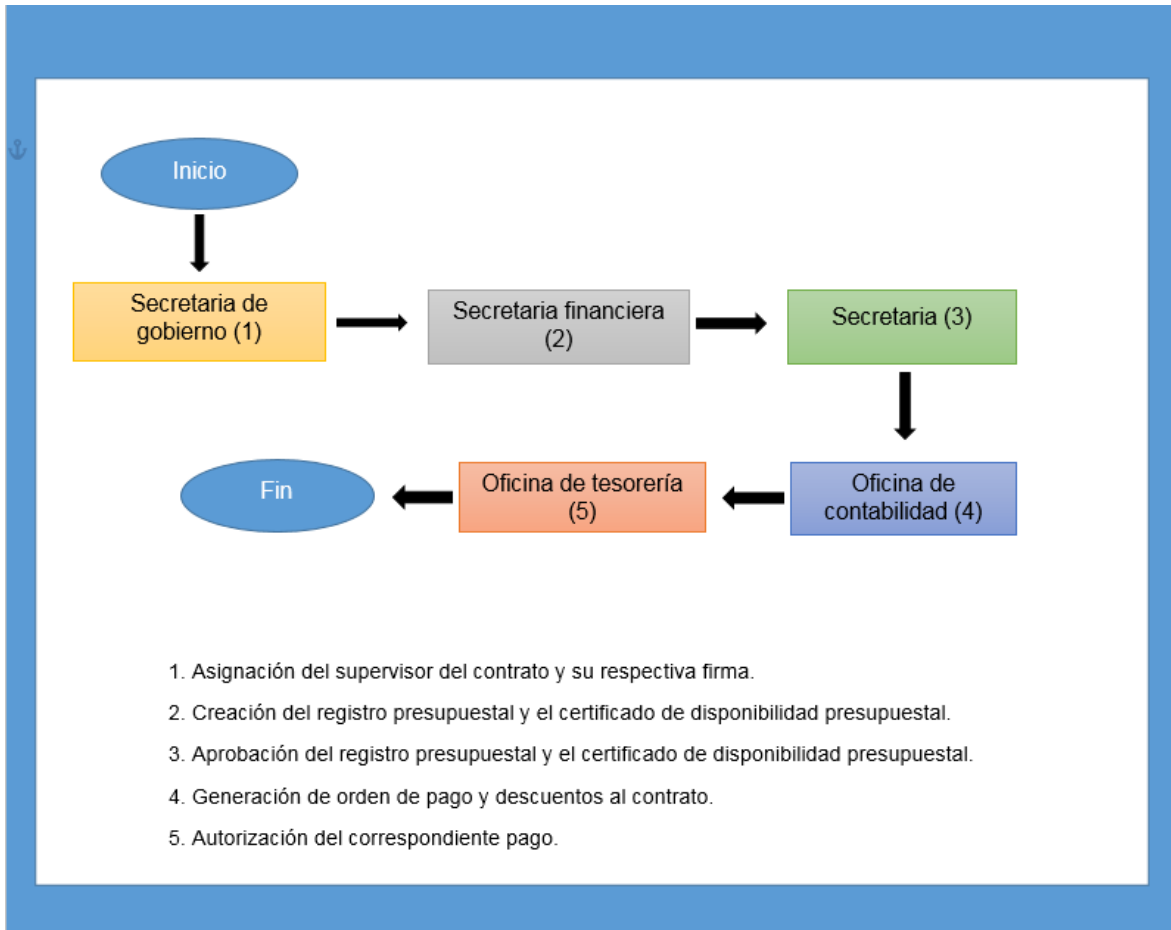 Inicio
Secretaria de
gobierno (1)
Secretaria financiera
(2)
Secretaria (3)
Fin
Oficina de tesorería
(5)
Oficina de
contabilidad (4)
1. Asignación del supervisor del contrato y su respectiva firma.
2. Creación del registro presupuestal y el certificado de disponibilidad presupuestal.
3. Aprobación del registro presupuestal y el certificado de disponibilidad presupuestal.
4. Generación de orden de pago y descuentos al contrato.
5. Autorización del correspondiente pago.